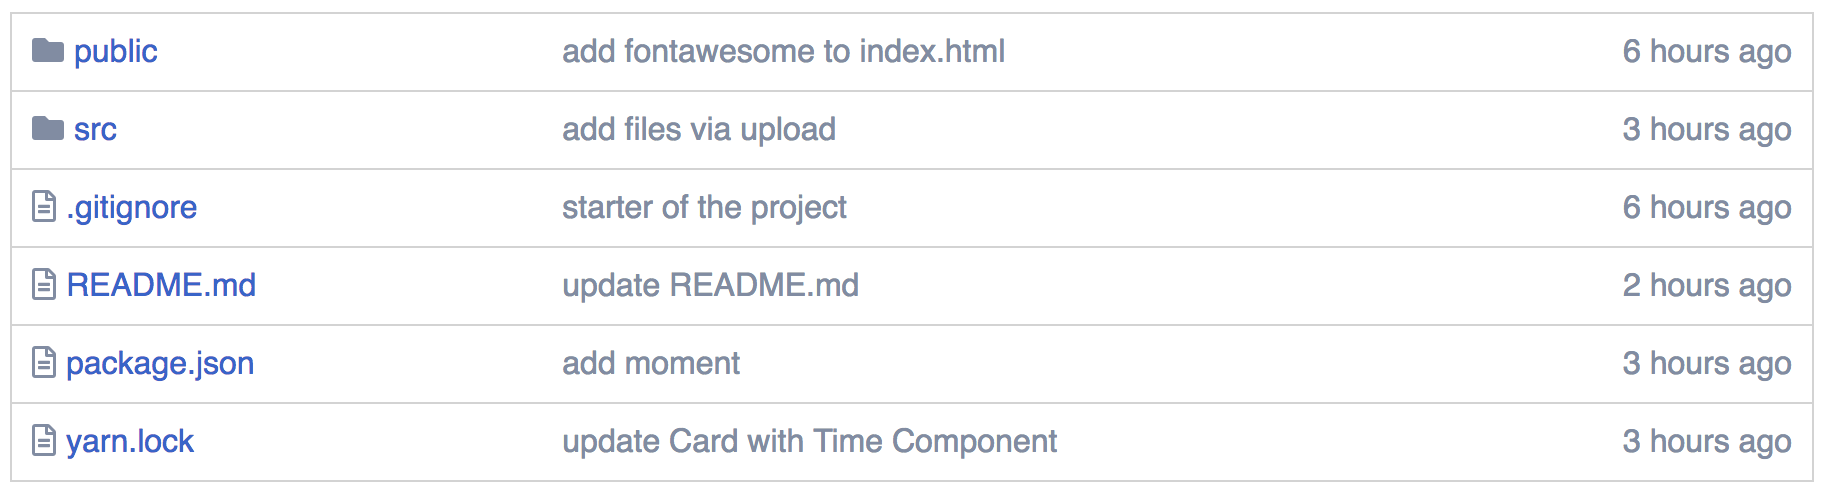 public add fontawesome to index.html 6 hours ago
src add files via upload 3 hours ago
.gitignore starter of the project 6 hours ago
README.md update README.md 2 hours ago
package.json add moment 3 hours ago
yarn.lock update Card with Time Component 3 hours ago